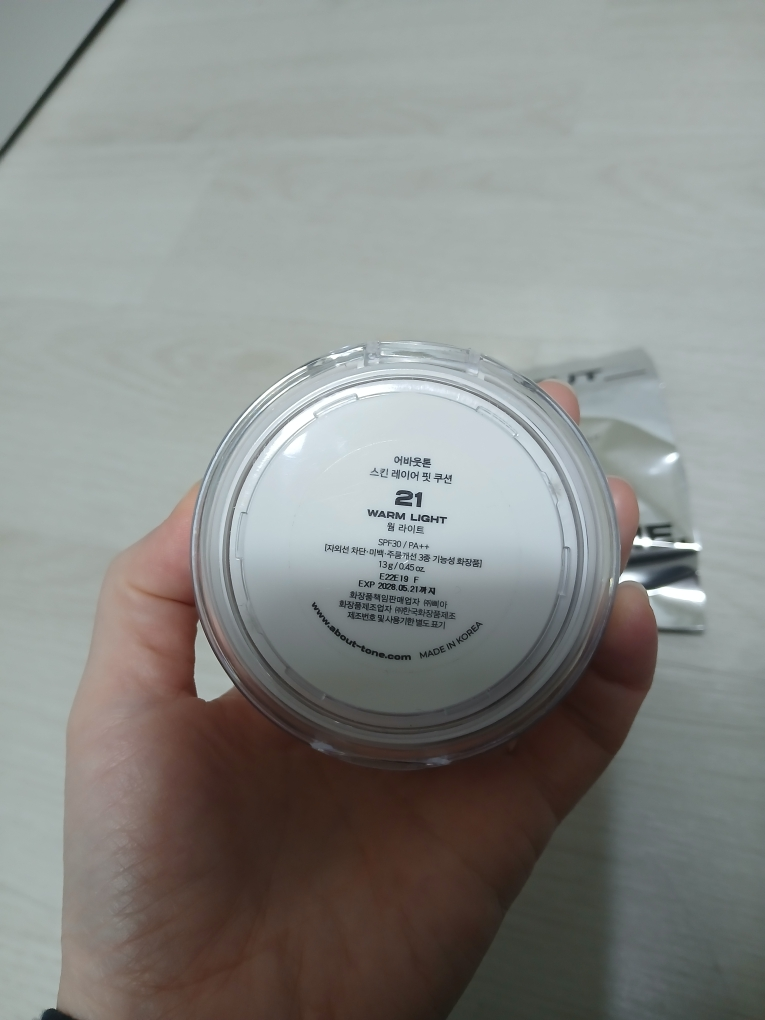 어바웃톤
스킨 레이어 핏 쿠션
21
WARM LIGHT
웜 라이트
SPF30 / PA++
[자외선 차단·미백·주름개선 3중 기능성 화장품]
13g / 0.45 oz.
E22E19 F
EXP 2028.05.21까지
화장품책임판매업자 ㈜삐아
화장품제조업자 ㈜한국화장품제조
제조번호 및 사용기한 별도 표기
www.about-tone.com MADE IN KOREA